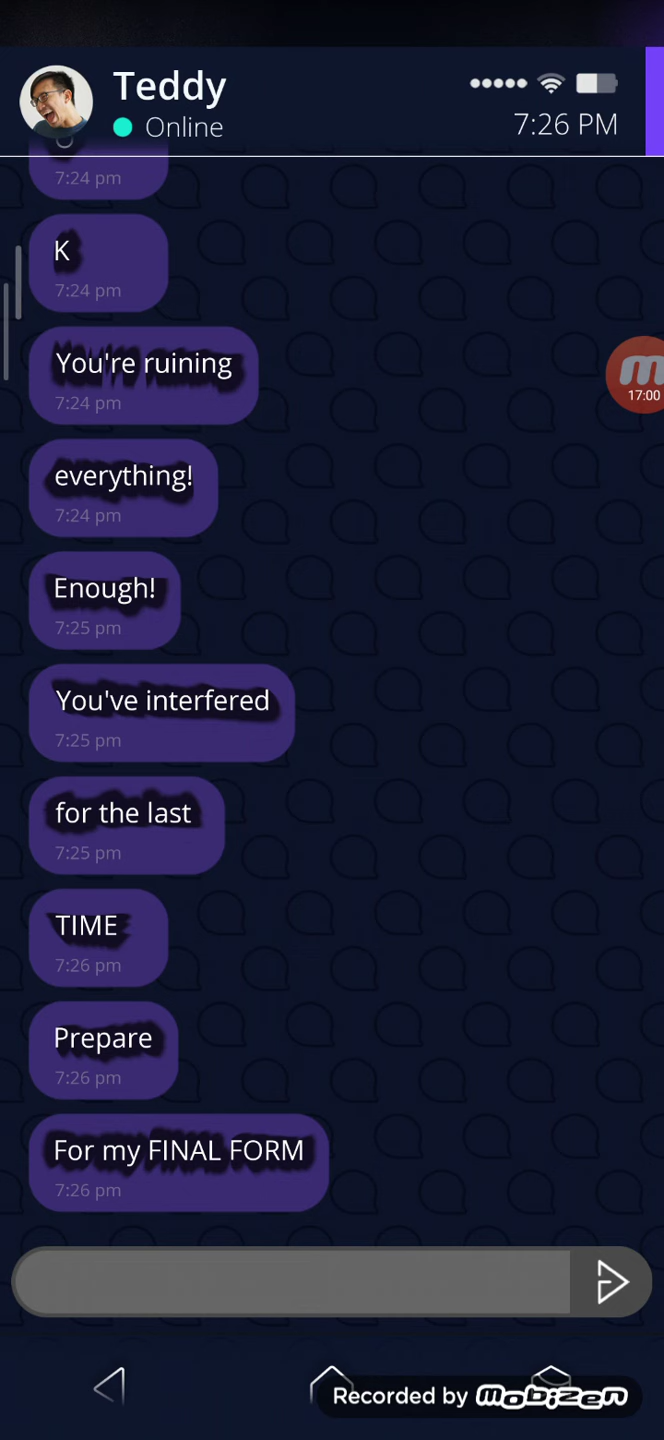 Teddy
Online
7:26 PM
7:24 pm
K
7:24 pm
You're ruining
7:24 pm
17:00
everything!
7:24 pm
Enough!
7:25 pm
You've interfered
7:25 pm
for the last
7:25 pm
TIME
7:26 pm
Prepare
7:26 pm
For my FINAL FORM
7:26 pm
Recorded by mobizen